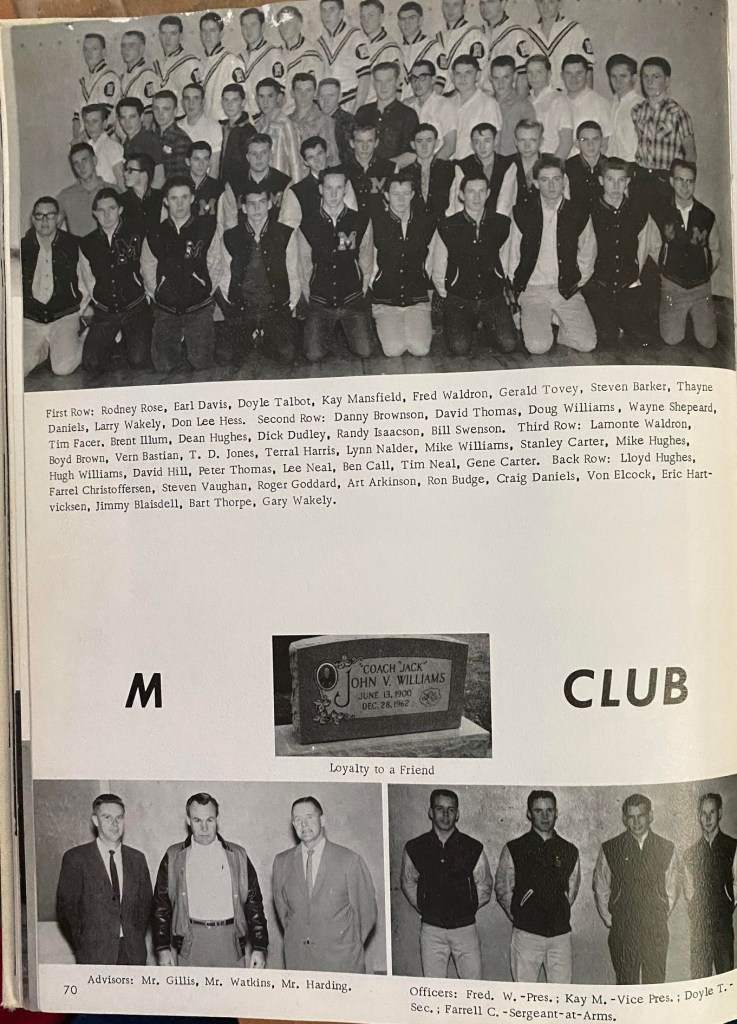 First Row: Rodney Rose, Earl Davis, Doyle Talbot, Kay Mansfield, Fred Waldron, Gerald Tovey, Steven Barker, Thayne
Daniels, Larry Wakely, Don Lee Hess. Second Row: Danny Brownson, David Thomas, Doug Williams, Wayne Shepeard,
Tim Facer, Brent Illum, Dean Hughes, Dick Dudley, Randy Isaacson, Bill Swenson. Third Row: Lamonte Waldron,
Boyd Brown, Vern Bastian, T. D. Jones, Terral Harris, Lynn Nalder, Mike Williams, Stanley Carter, Mike Hughes,
Hugh Williams, David Hill, Peter Thomas, Lee Neal, Ben Call, Tim Neal, Gene Carter. Back Row: Lloyd Hughes,
Farrel Christoffersen, Steven Vaughan, Roger Goddard, Art Arkinson, Ron Budge, Craig Daniels, Von Elcock, Eric Hart-
vicksen, Jimmy Blaisdell, Bart Thorpe, Gary Wakely.
M CLUB
"COACH "JACK"
JOHN V. WILLIAMS
JUNE 13, 1900
DEC. 28, 1962
Loyalty to a Friend
Advisors: Mr. Gillis, Mr. Watkins, Mr. Harding.
70
Officers: Fred. W. -Pres. ; Kay M. -Vice Pres. ; Doyle T. -
Sec. ; Farrell C. -Sergeant-at-Arms.